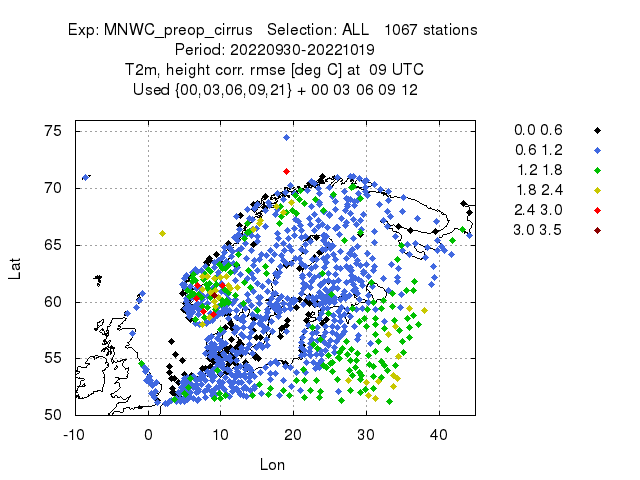 Exp: MNWC_preop_cirrus   Selection: ALL   1067 stations
Period: 20220930-20221019
T2m, height corr. rmse [deg C] at  09 UTC
Used {00,03,06,09,21} + 00 03 06 09 12
0.0 0.6
0.6 1.2
1.2 1.8
1.8 2.4
2.4 3.0
3.0 3.5
Lat
75
70
65
60
55
50
-10 0 10 20 30 40
Lon